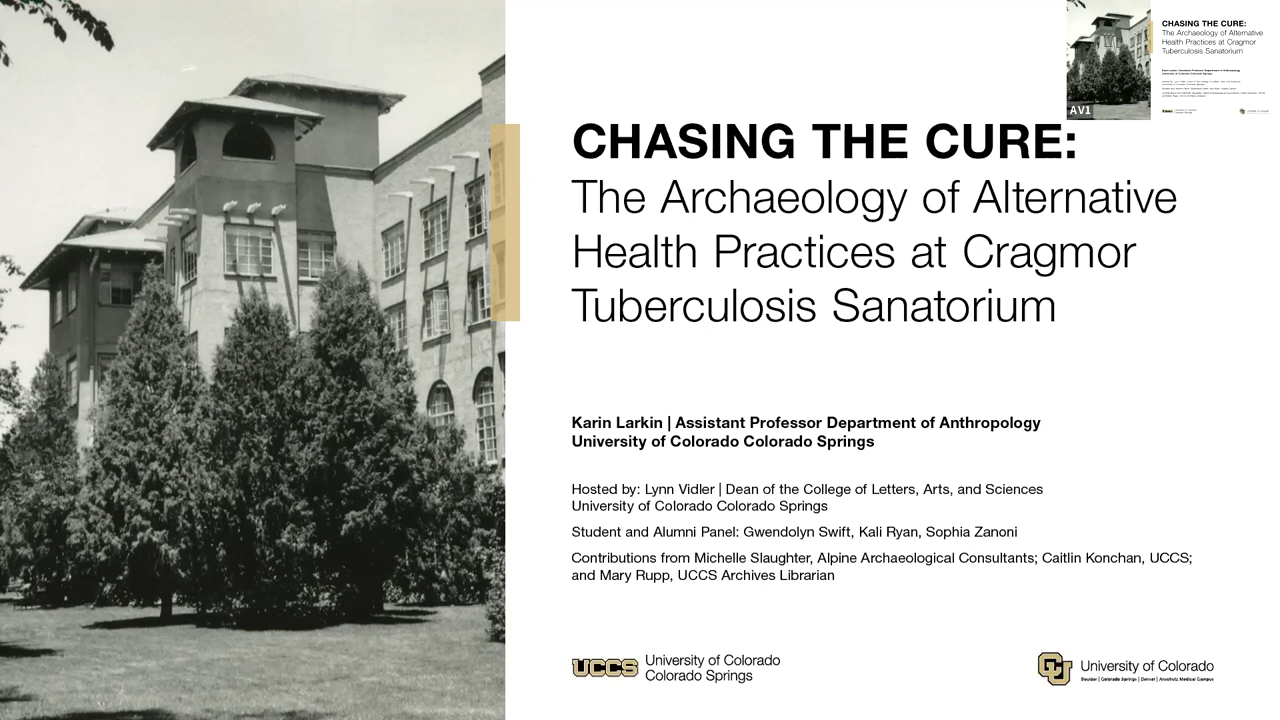 CHASING THE CURE:
The Archaeology of Alternative
Health Practices at Cragmor
Tuberculosis Sanatorium
Karin Larkin | Assistant Professor Department of Anthropology
University of Colorado Colorado Springs
Hosted by: Lynn Vidler | Dean of the College of Letters, Arts, and Sciences
University of Colorado Colorado Springs
Student and Alumni Panel: Gwendolyn Swift, Kali Ryan, Sophia Zanoni
Contributions from Michelle Slaughter, Alpine Archaeological Consultants; Caitlin Konchan, UCCS;
and Mary Rupp, UCCS Archives Librarian
UCCS University of Colorado
Colorado Springs
CU University of Colorado
Boulder | Colorado Springs | Denver | Anschutz Medical Campus
CHASING THE CURE:
The Archaeology of Alternative
Health Practices at Cragmor
Tuberculosis Sanatorium
AV1